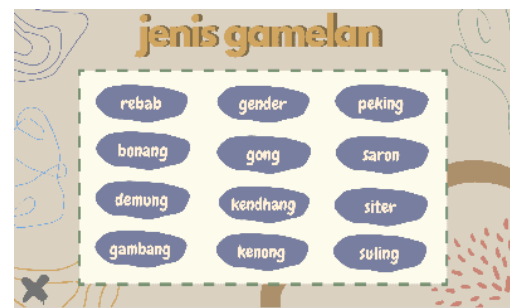 jenis gamelan
rebab gender peking
bonang gong saron
demung kendhang siter
gambang kenong suling